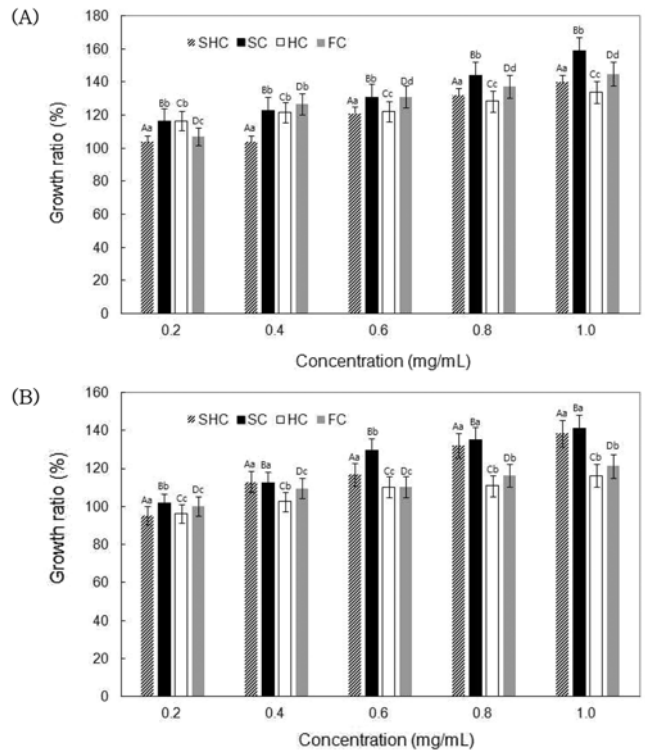 (A)
180
160
140
120
100
80
60
40
20
0
Growth ratio (%)
SHC SC HC FC
Aa Bb Cb Dc
Aa Bb Cb Db
Aa Bb Cc Dd
Aa Bb Cc Dd
Aa Bb Cc Dd
0.2 0.4 0.6 0.8 1.0
Concentration (mg/mL)
(B)
160
140
120
100
80
60
40
20
0
Growth ratio (%)
SHC SC HC FC
Aa Bb Cc Dc
Aa Ba Cb Dc
Aa Bb Cc Dc
Aa Ba Cb Db
Aa Ba Cb Db
0.2 0.4 0.6 0.8 1.0
Concentration (mg/mL)